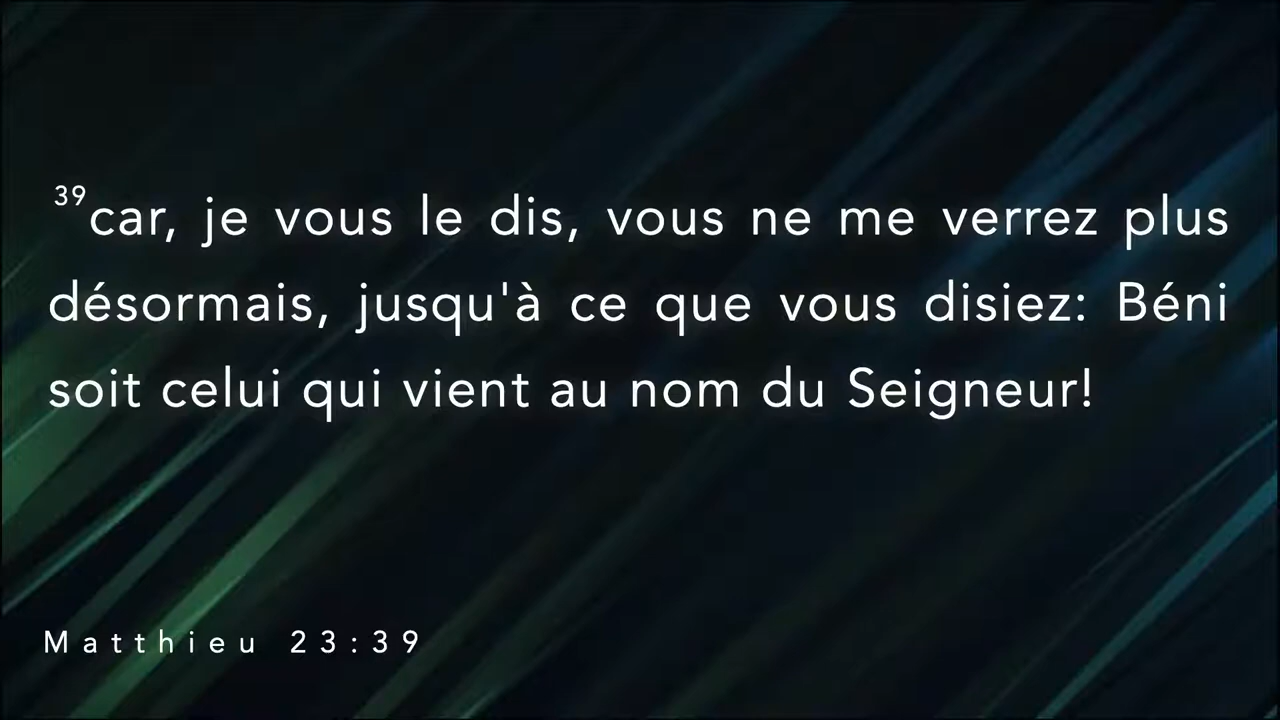 39car, je vous le dis, vous ne me verrez plus
désormais, jusqu'à ce que vous disiez: Béni
soit celui qui vient au nom du Seigneur!
Matthieu 23:39